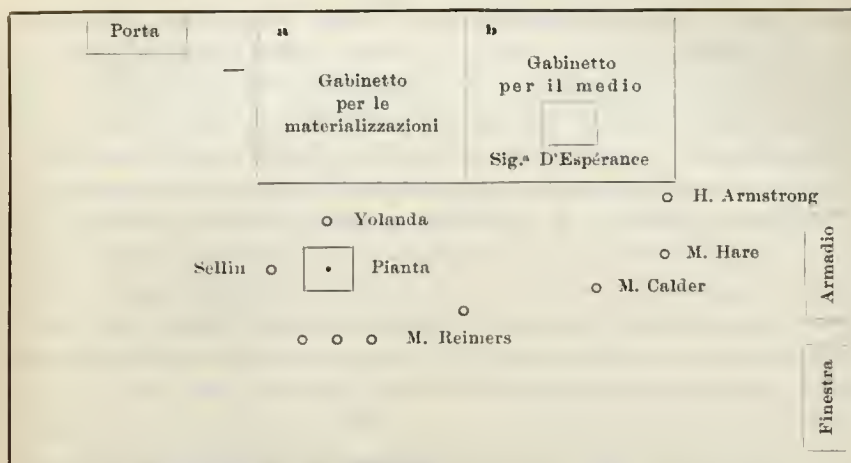 Porta
a
b
Gabinetto
per le
materializzazioni
Gabinetto
per il medio
Sig.ª D'Espérance
H. Armstrong
Yolanda
Sellin
Pianta
M. Hare
M. Calder
M. Reimers
Armadio
Finestra